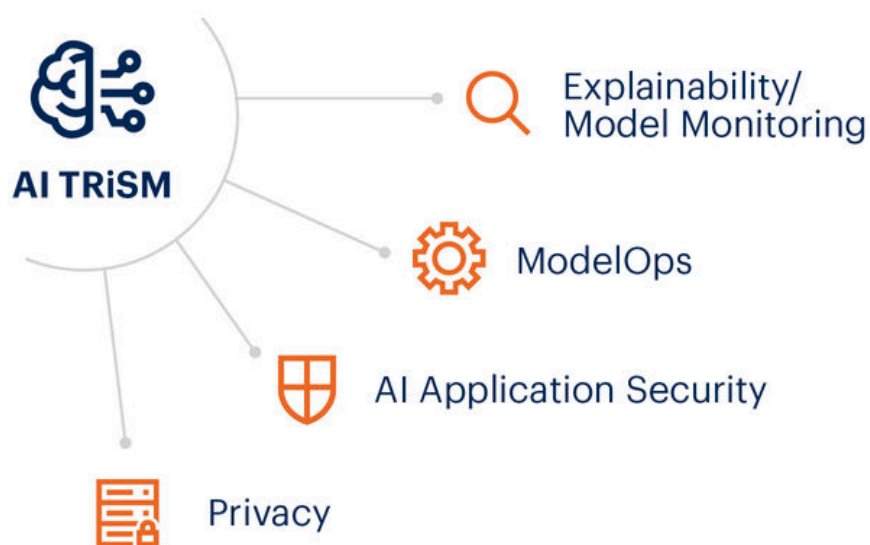 AI TRiSM
Explainability/
Model Monitoring
ModelOps
AI Application Security
Privacy